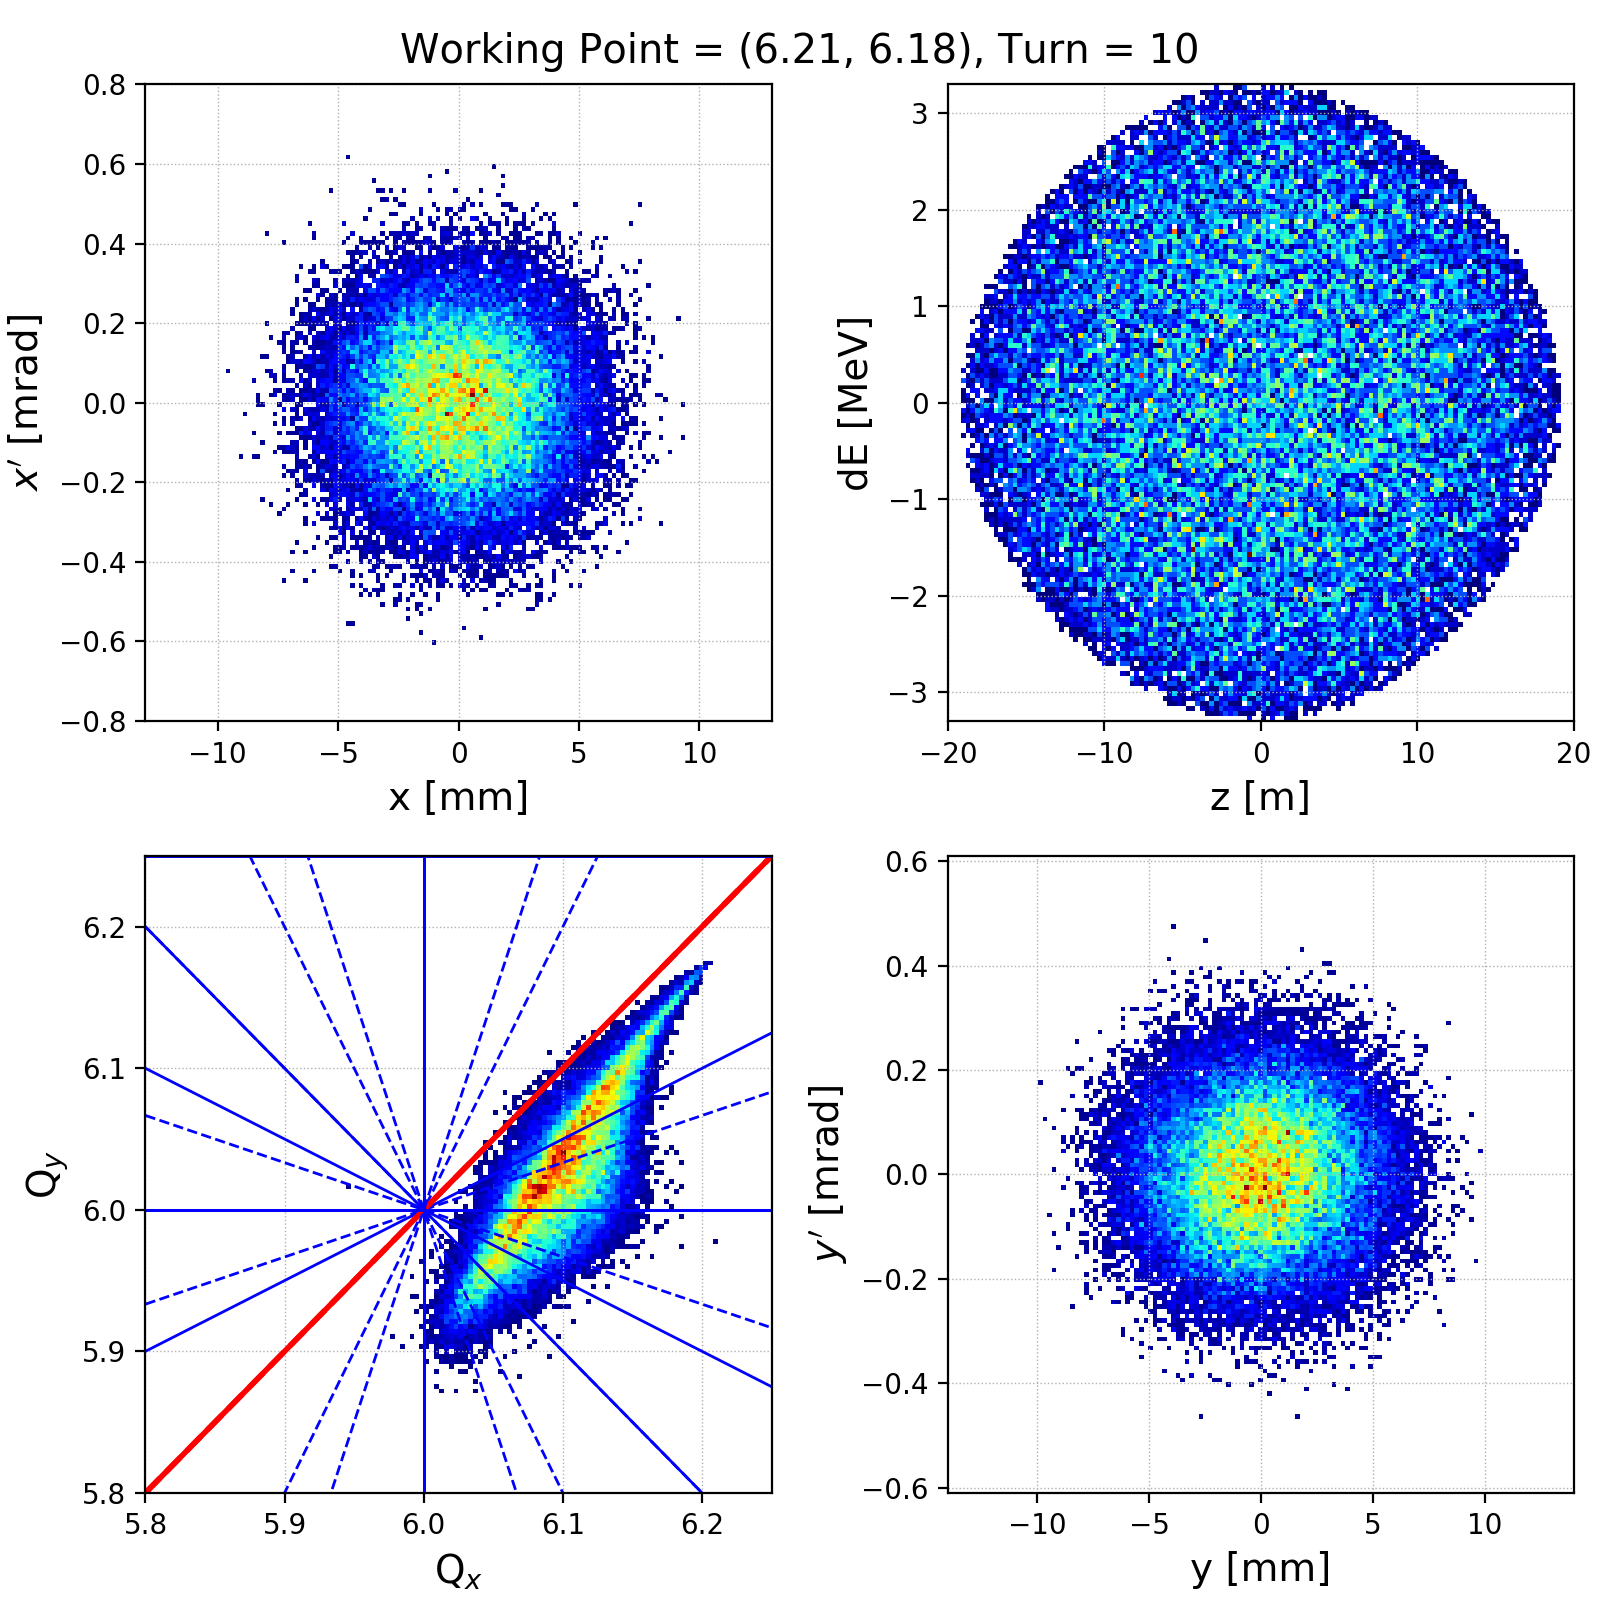 Working Point = (6.21, 6.18), Turn = 10
0.8
0.6
0.4
0.2
0.0
−0.2
−0.4
−0.6
−0.8
x′ [mrad]
−10 −5 0 5 10
x [mm]
3
2
1
0
−1
−2
−3
dE [MeV]
−20 −10 0 10 20
z [m]
6.2
6.1
6.0
5.9
5.8
Qy
5.8 5.9 6.0 6.1 6.2
Qx
0.6
0.4
0.2
0.0
−0.2
−0.4
−0.6
y′ [mrad]
−10 −5 0 5 10
y [mm]